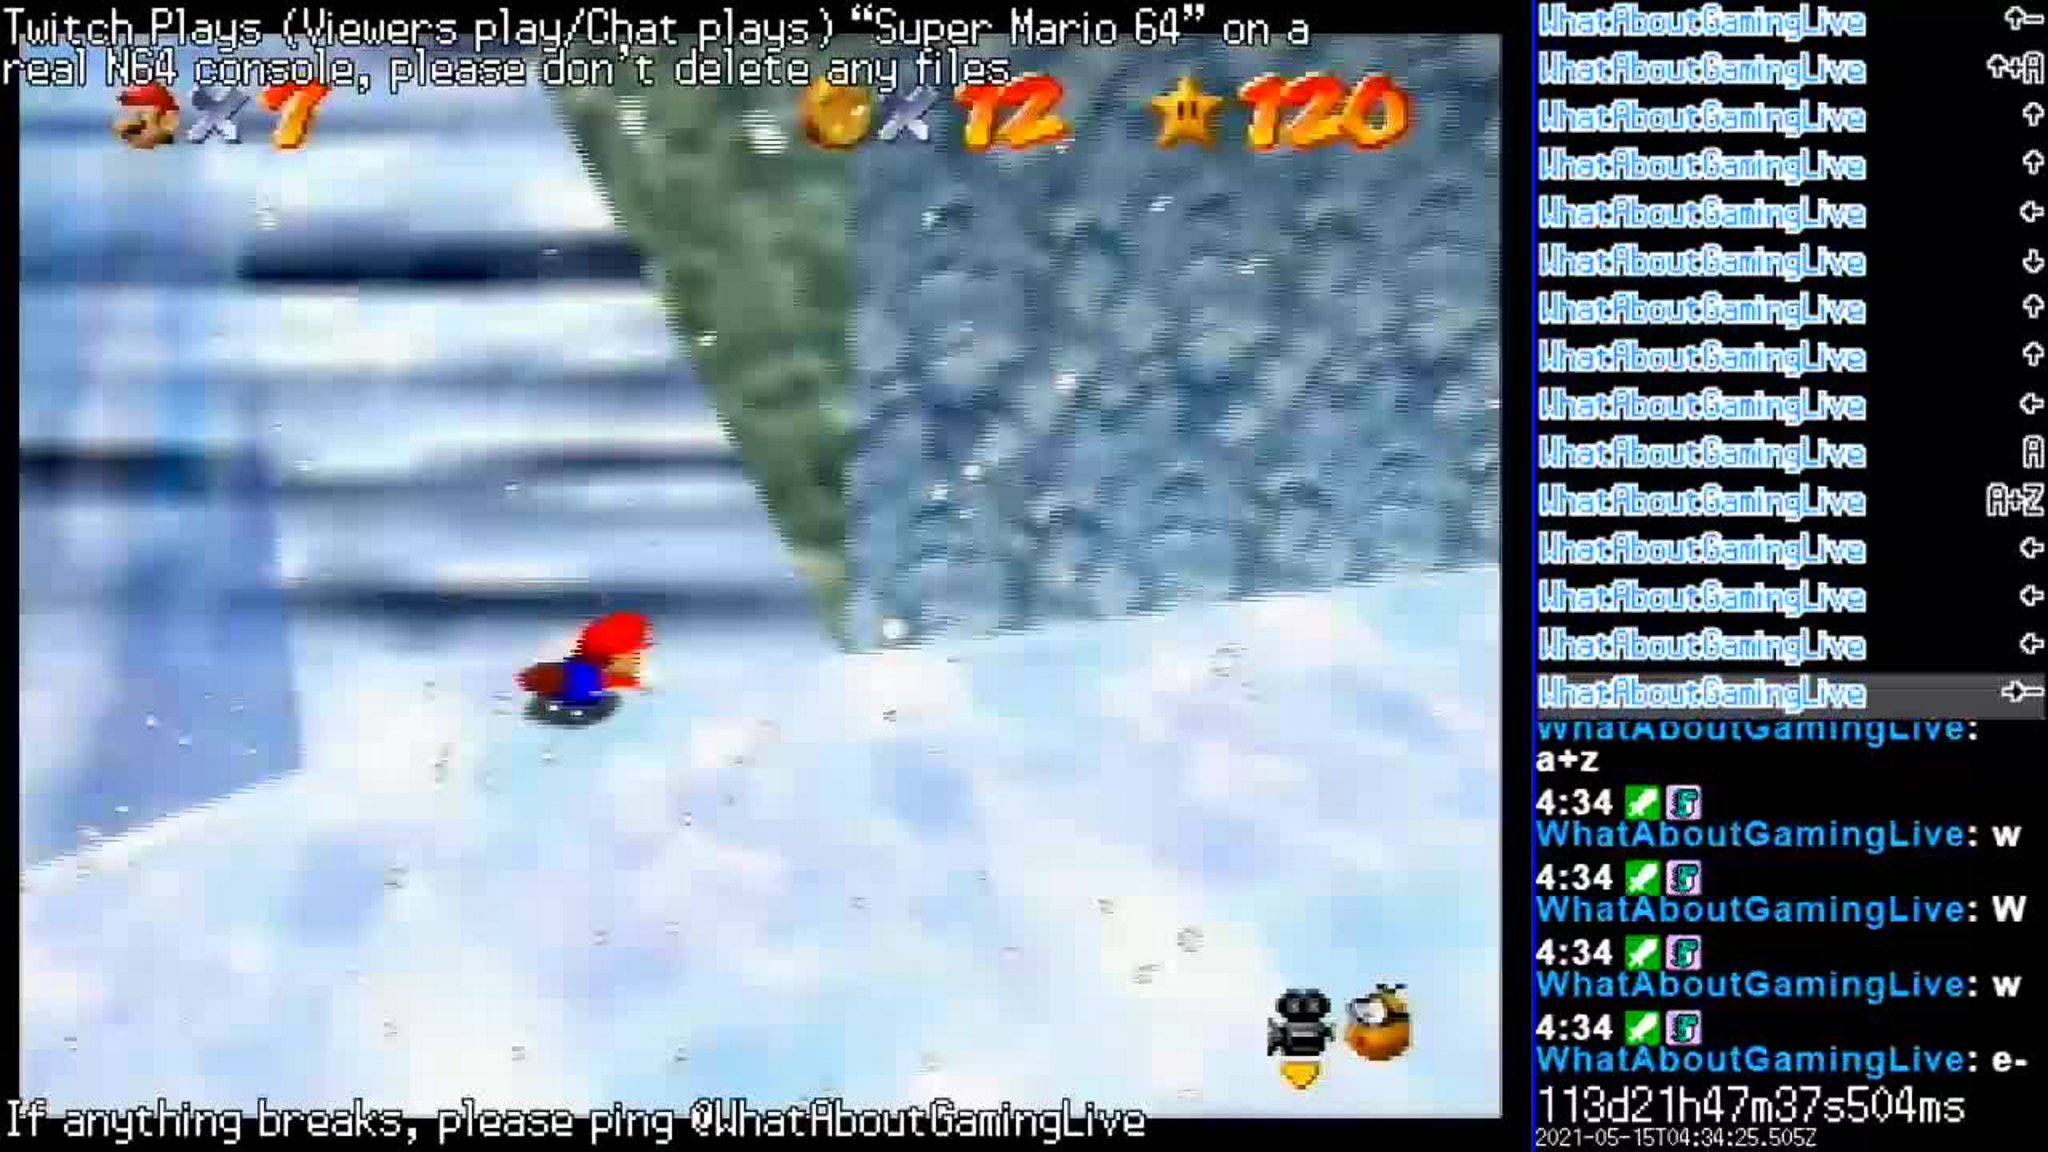 Twitch Plays (Viewers play/Chat plays) “Super Mario 64” on a
real N64 console, please don't delete any files.
× 7 × 12 120
WhatAboutGamingLive
WhatAboutGamingLive ↑+A
WhatAboutGamingLive ↑
WhatAboutGamingLive ↑
WhatAboutGamingLive ←
WhatAboutGamingLive ↓
WhatAboutGamingLive ↑
WhatAboutGamingLive ↑
WhatAboutGamingLive ←
WhatAboutGamingLive A
WhatAboutGamingLive A+Z
WhatAboutGamingLive ←
WhatAboutGamingLive ←
WhatAboutGamingLive ←
WhatAboutGamingLive
WhatAboutGamingLive:
a+z
4:34
WhatAboutGamingLive: w
4:34
WhatAboutGamingLive: W
4:34
WhatAboutGamingLive: w
4:34
WhatAboutGamingLive: e-
113d21h47m37s504ms
2021-05-15T04:34:25.505Z
If anything breaks, please ping @WhatAboutGamingLive